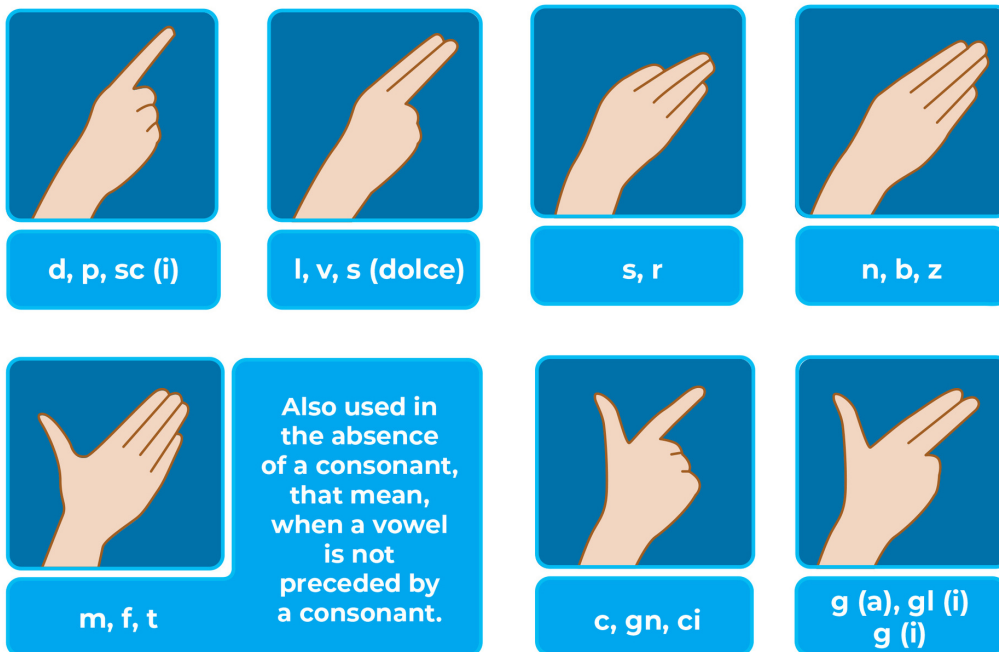 d, p, sc (i)
l, v, s (dolce)
s, r
n, b, z
m, f, t
Also used in
the absence
of a consonant,
that mean,
when a vowel
is not
preceded by
a consonant.
c, gn, ci
g (a), gl (i)
g (i)